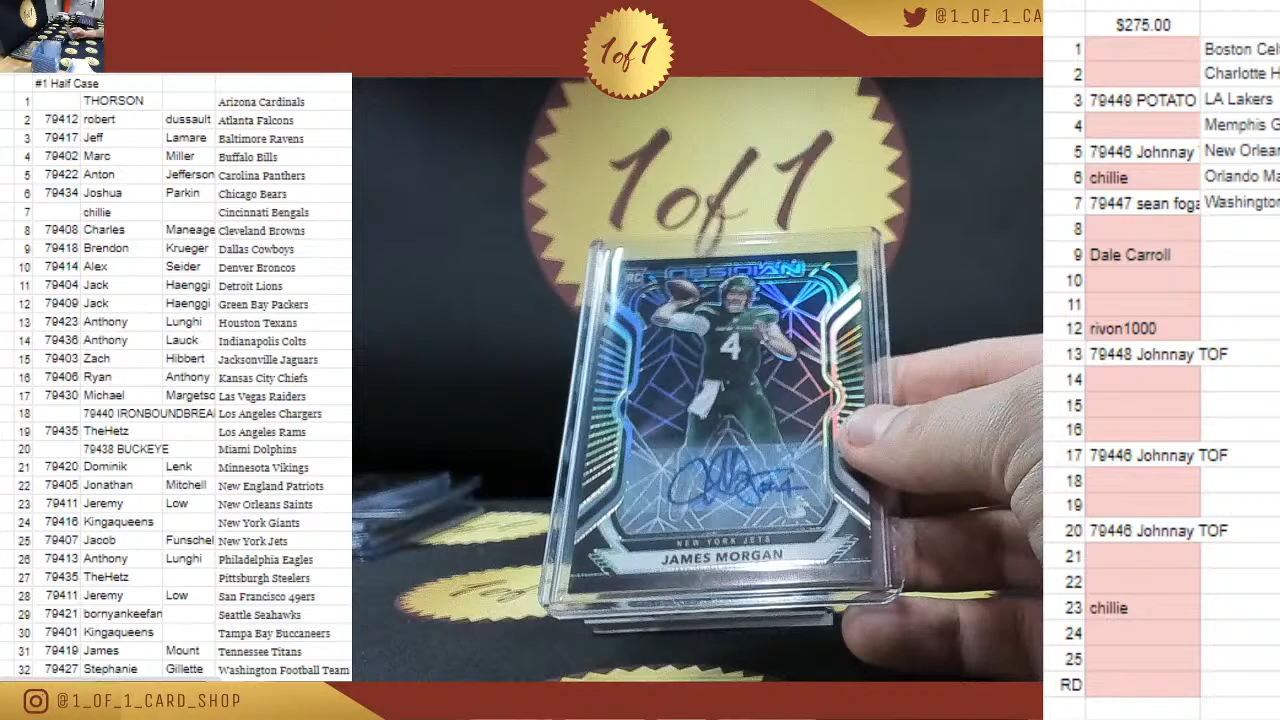 1of1
@1_OF_1_CA
#1 Half Case
1 THORSON Arizona Cardinals
2 79412 robert dussault Atlanta Falcons
3 79417 Jeff Lamare Baltimore Ravens
4 79402 Marc Miller Buffalo Bills
5 79422 Anton Jefferson Carolina Panthers
6 79434 Joshua Parkin Chicago Bears
7 chillie Cincinnati Bengals
8 79408 Charles Maneage Cleveland Browns
9 79418 Brendon Krueger Dallas Cowboys
10 79414 Alex Seider Denver Broncos
11 79404 Jack Haenggi Detroit Lions
12 79409 Jack Haenggi Green Bay Packers
13 79423 Anthony Lunghi Houston Texans
14 79436 Anthony Lauck Indianapolis Colts
15 79403 Zach Hibbert Jacksonville Jaguars
16 79406 Ryan Anthony Kansas City Chiefs
17 79430 Michael Margetso Las Vegas Raiders
18 79440 IRONBOUNDBREA Los Angeles Chargers
19 79435 TheHetz Los Angeles Rams
20 79438 BUCKEYE Miami Dolphins
21 79420 Dominik Lenk Minnesota Vikings
22 79405 Jonathan Mitchell New England Patriots
23 79411 Jeremy Low New Orleans Saints
24 79416 Kingaqueens New York Giants
25 79407 Jacob Funschel New York Jets
26 79413 Anthony Lunghi Philadelphia Eagles
27 79435 TheHetz Pittsburgh Steelers
28 79411 Jeremy Low San Francisco 49ers
29 79421 bornyankeefan Seattle Seahawks
30 79401 Kingaqueens Tampa Bay Buccaneers
31 79419 James Mount Tennessee Titans
32 79427 Stephanie Gillette Washington Football Team
@1_OF_1_CARD_SHOP
1of1
RC OBSIDIAN
4
NEW YORK JETS
JAMES MORGAN
$275.00
1 Boston Cel
2 Charlotte H
3 79449 POTATO LA Lakers
4 Memphis G
5 79446 Johnnay New Orlea
6 chillie Orlando Ma
7 79447 sean foga Washington
8
9 Dale Carroll
10
11
12 rivon1000
13 79448 Johnnay TOF
14
15
16
17 79446 Johnnay TOF
18
19
20 79446 Johnnay TOF
21
22
23 chillie
24
25
RD